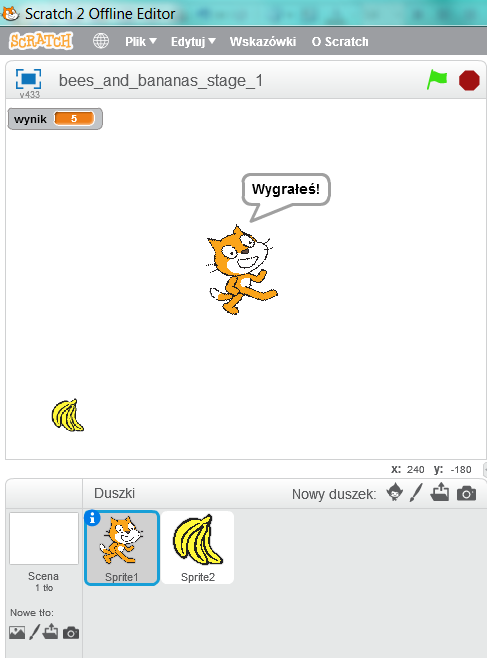 Scratch 2 Offline Editor
SCRATCH Plik Edytuj Wskazówki O Scratch
v433 bees_and_bananas_stage_1
wynik 5
Wygrałeś!
x: 240 y: -180
Duszki Nowy duszek:
Sprite1 Sprite2
Scena
1 tło
Nowe tło: